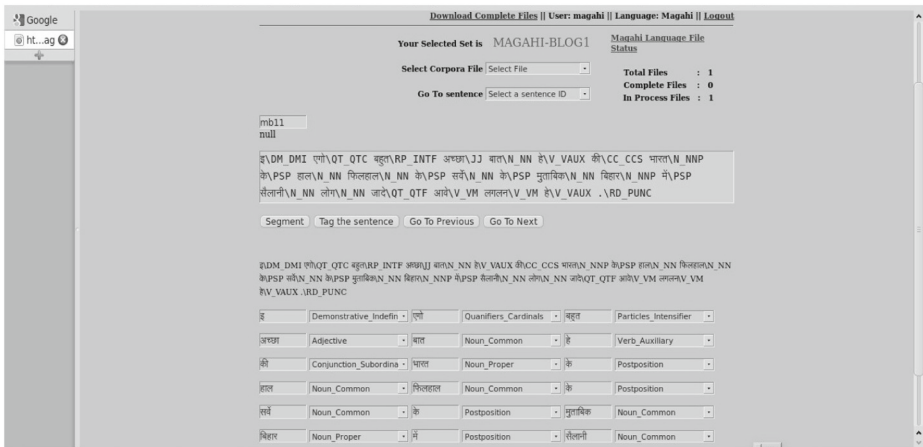 Google
Download Complete Files || User: magahi || Language: Magahi || Logout
ht...ag
Your Selected Set is MAGAHI-BLOG1
Magahi Language File
Status
Select Corpora File Select File
Total Files : 1
Go To sentence Select a sentence ID
Complete Files : 0
In Process Files : 1
mb11
null
इ\DM_DMI एगो\QT_QTC बहुत\RP_INTF अच्छा\JJ बात\N_NN हे\V_VAUX की\CC_CCS भारत\N_NNP
के\PSP हाल\N_NN फिलहाल\N_NN के\PSP सर्वे\N_NN के\PSP मुताबिक\N_NN बिहार\N_NNP में\PSP
सैलानी\N_NN लोग\N_NN जादे\QT_QTF आवे\V_VM लगलन\V_VM हे\V_VAUX .\RD_PUNC
Segment Tag the sentence Go To Previous Go To Next
इ\DM_DMI एगो\QT_QTC बहुत\RP_INTF अच्छा\JJ बात\N_NN हे\V_VAUX की\CC_CCS भारत\N_NNP के\PSP हाल\N_NN फिलहाल\N_NN
के\PSP सर्वे\N_NN के\PSP मुताबिक\N_NN बिहार\N_NNP में\PSP सैलानी\N_NN लोग\N_NN जादे\QT_QTF आवे\V_VM लगलन\V_VM
हे\V_VAUX .\RD_PUNC
इ Demonstrative_Indefin एगो Quanifiers_Cardinals बहुत Particles_Intensifier
अच्छा Adjective बात Noun_Common हे Verb_Auxiliary
की Conjunction_Subordina भारत Noun_Proper के Postposition
हाल Noun_Common फिलहाल Noun_Common के Postposition
सर्वे Noun_Common के Postposition मुताबिक Noun_Common
बिहार Noun_Proper में Postposition सैलानी Noun_Common